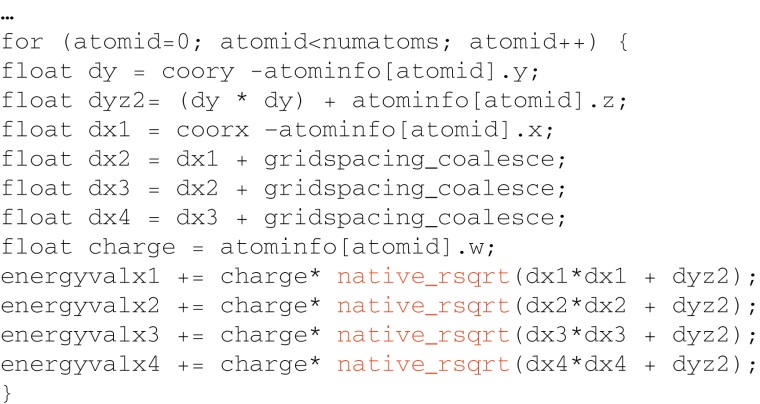 …
for (atomid=0; atomid<numatoms; atomid++) {
float dy = coory -atominfo[atomid].y;
float dyz2= (dy * dy) + atominfo[atomid].z;
float dx1 = coorx -atominfo[atomid].x;
float dx2 = dx1 + gridspacing_coalesce;
float dx3 = dx2 + gridspacing_coalesce;
float dx4 = dx3 + gridspacing_coalesce;
float charge = atominfo[atomid].w;
energyvalx1 += charge* native_rsqrt(dx1*dx1 + dyz2);
energyvalx2 += charge* native_rsqrt(dx2*dx2 + dyz2);
energyvalx3 += charge* native_rsqrt(dx3*dx3 + dyz2);
energyvalx4 += charge* native_rsqrt(dx4*dx4 + dyz2);
}